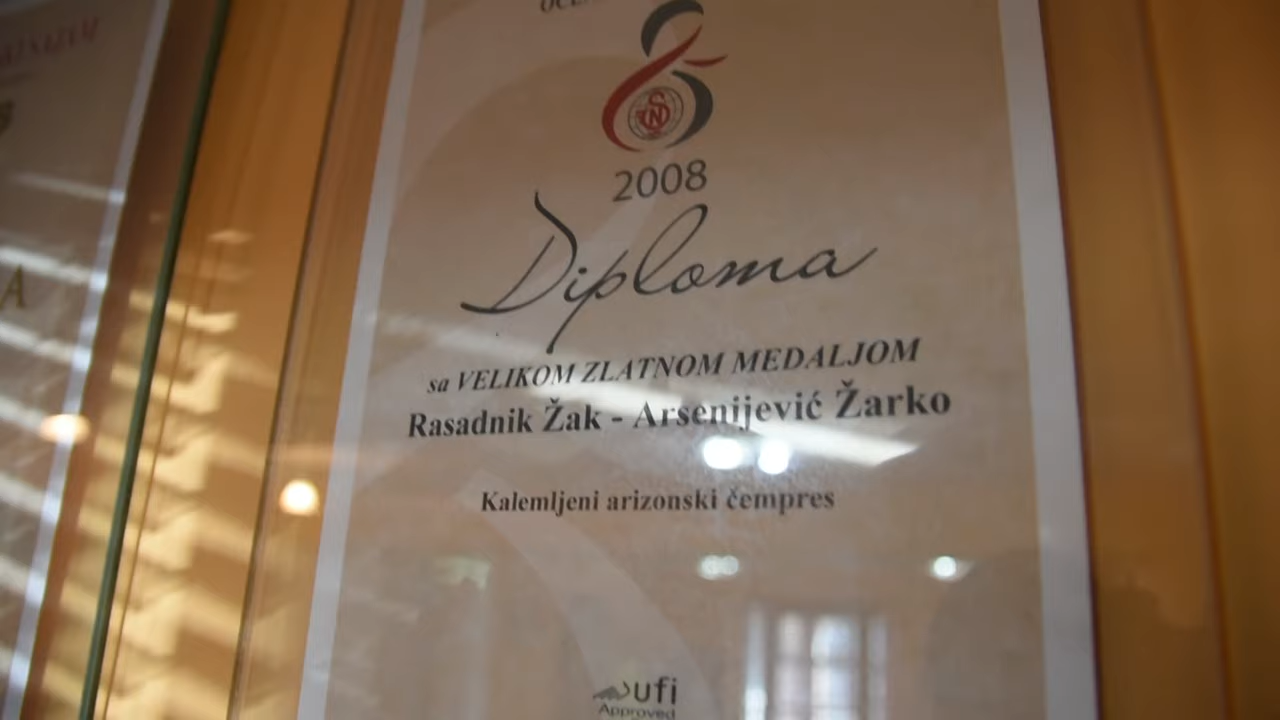 2008
Diploma
sa VELIKOM ZLATNOM MEDALJOM
Rasadnik Žak - Arsenijević Žarko
Kalemljeni arizonski čempres
ufi
Approved